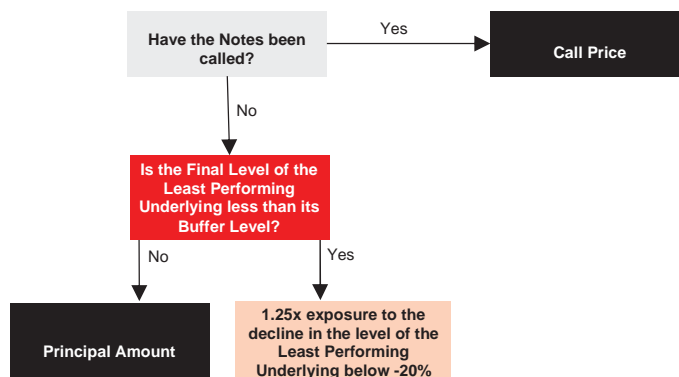 Have the Notes been
called?
Yes
Call Price
No
Is the Final Level of the
Least Performing
Underlying less than its
Buffer Level?
No
Yes
Principal Amount
1.25x exposure to the
decline in the level of the
Least Performing
Underlying below -20%